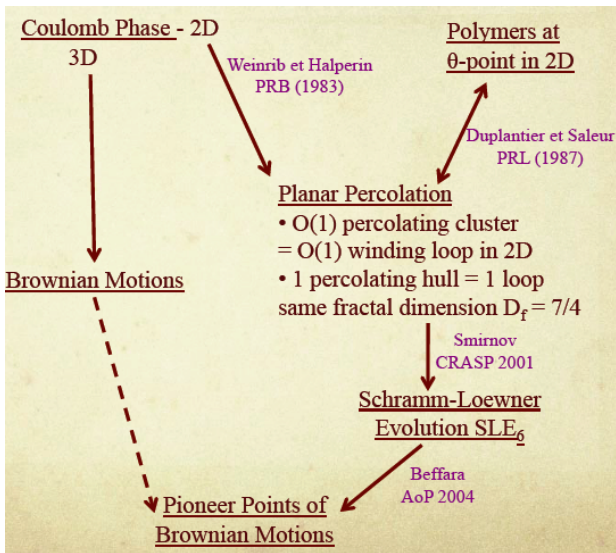 Coulomb Phase - 2D
3D
Weinrib et Halperin
PRB (1983)
Polymers at
θ-point in 2D
Duplantier et Saleur
PRL (1987)
Planar Percolation
• O(1) percolating cluster
= O(1) winding loop in 2D
• 1 percolating hull = 1 loop
same fractal dimension Df = 7/4
Brownian Motions
Smirnov
CRASP 2001
Schramm-Loewner
Evolution SLE6
Beffara
AoP 2004
Pioneer Points of
Brownian Motions